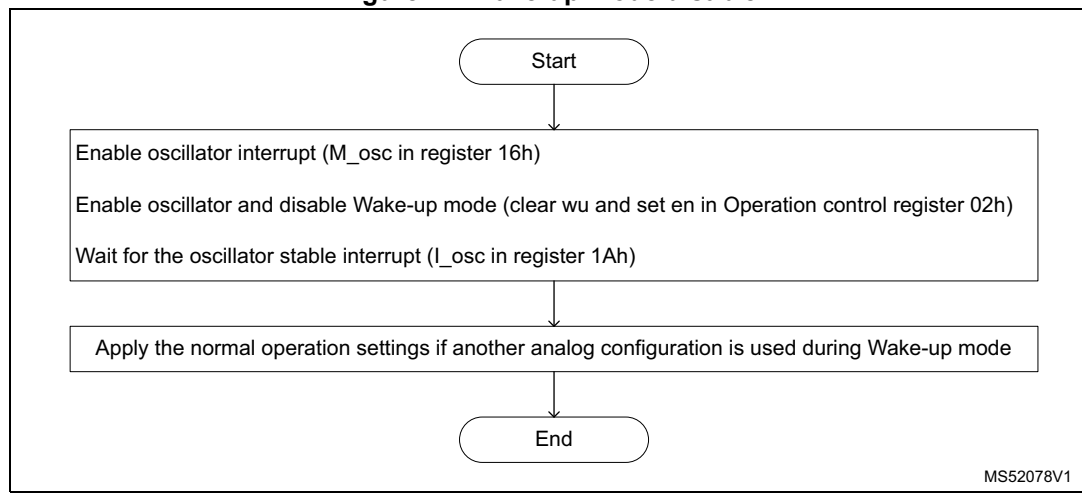 Start
Enable oscillator interrupt (M_osc in register 16h)
Enable oscillator and disable Wake-up mode (clear wu and set en in Operation control register 02h)
Wait for the oscillator stable interrupt (I_osc in register 1Ah)
Apply the normal operation settings if another analog configuration is used during Wake-up mode
End
MS52078V1